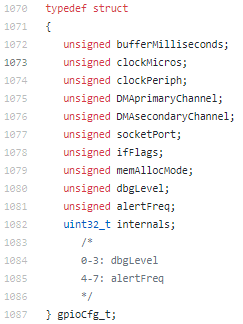 1070 typedef struct
1071 {
1072 unsigned bufferMilliseconds;
1073 unsigned clockMicros;
1074 unsigned clockPeriph;
1075 unsigned DMAprimaryChannel;
1076 unsigned DMAsecondaryChannel;
1077 unsigned socketPort;
1078 unsigned ifFlags;
1079 unsigned memAllocMode;
1080 unsigned dbgLevel;
1081 unsigned alertFreq;
1082 uint32_t internals;
1083 /*
1084 0-3: dbgLevel
1085 4-7: alertFreq
1086 */
1087 } gpioCfg_t;